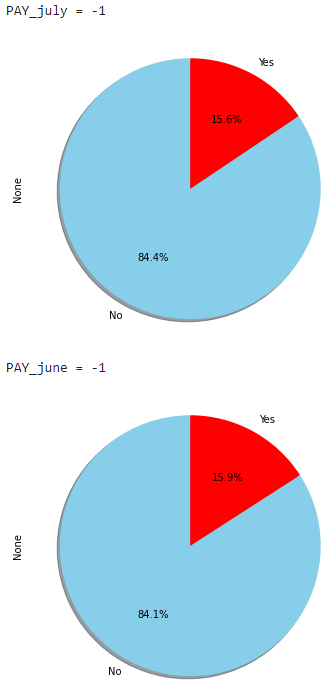 PAY_july = -1
Yes
15.6%
None
84.4%
No
PAY_june = -1
Yes
15.9%
None
84.1%
No